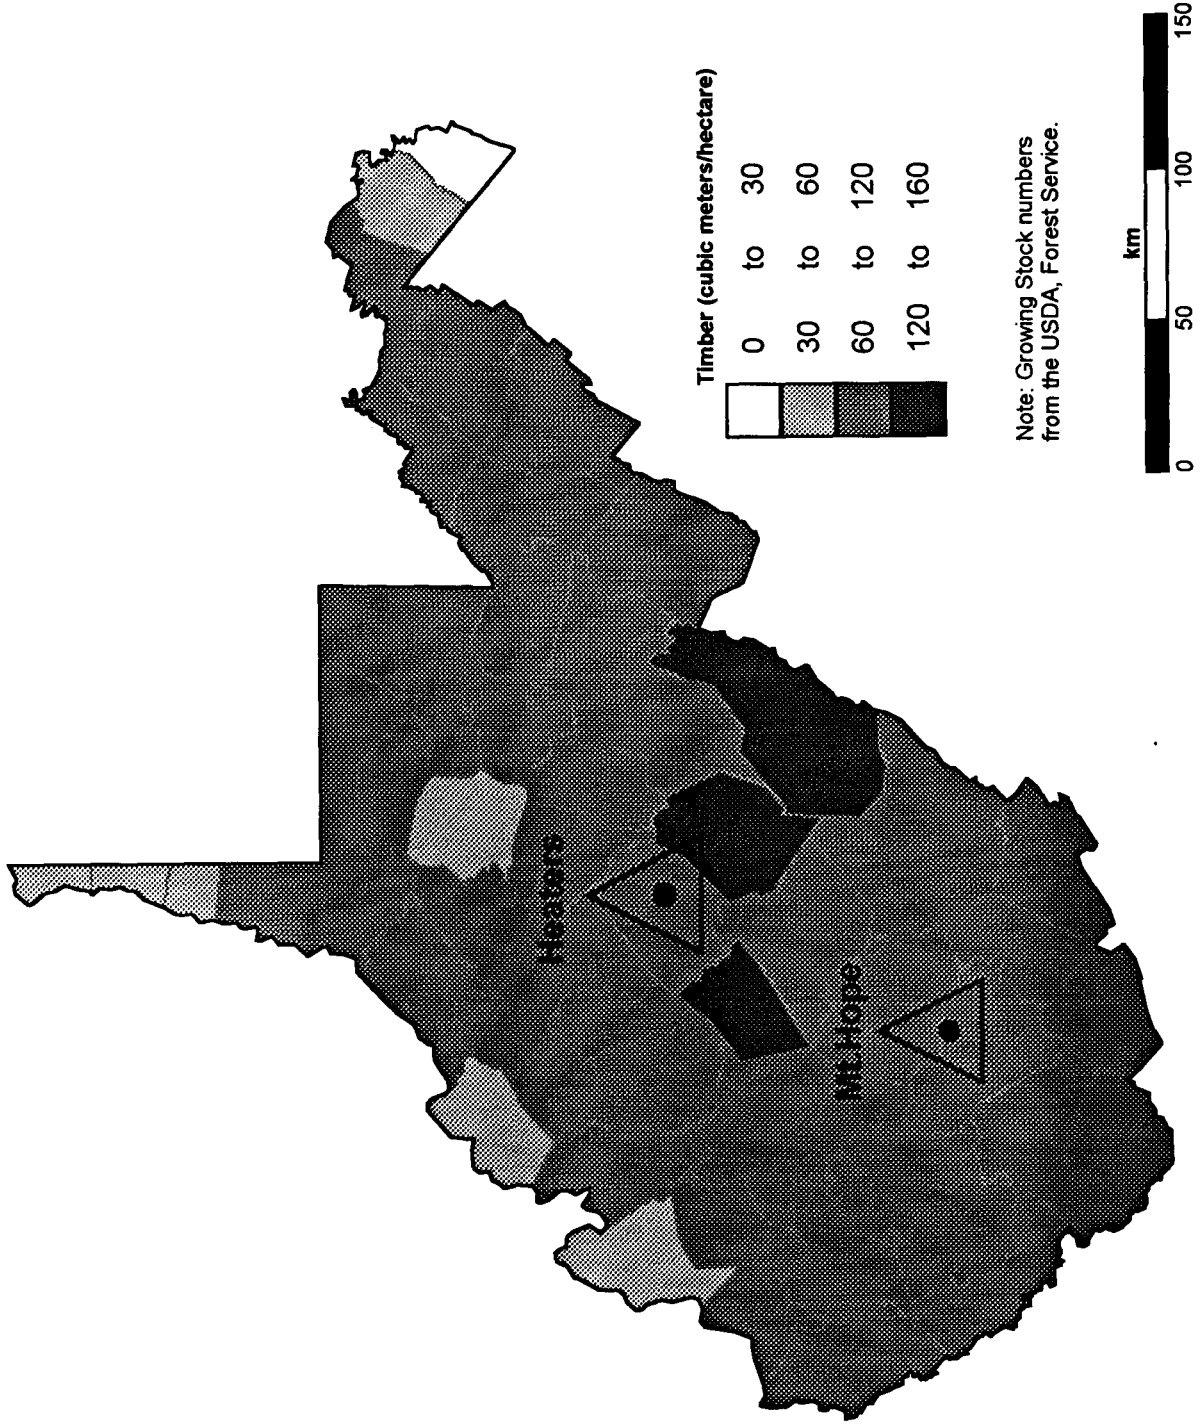 Heaters
Mt.Hope
Timber (cubic meters/hectare)
0 to 30
30 to 60
60 to 120
120 to 160
Note: Growing Stock numbers
from the USDA, Forest Service.
km
0 50 100 150